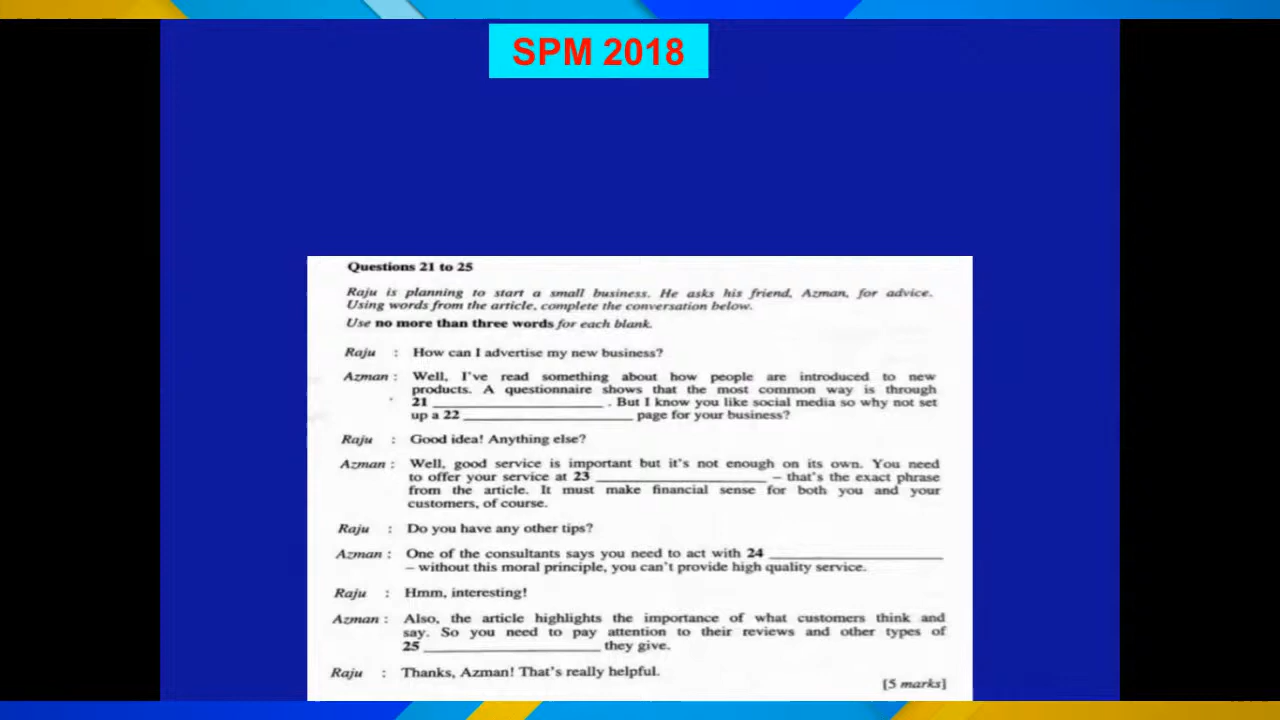 SPM 2018
Questions 21 to 25
Raju is planning to start a small business. He asks his friend, Azman, for advice.
Using words from the article, complete the conversation below.
Use no more than three words for each blank.
Raju : How can I advertise my new business?
Azman : Well, I've read something about how people are introduced to new
products. A questionnaire shows that the most common way is through
21 ____________________ . But I know you like social media so why not set
up a 22 ____________________ page for your business?
Raju : Good idea! Anything else?
Azman : Well, good service is important but it's not enough on its own. You need
to offer your service at 23 ____________________ – that's the exact phrase
from the article. It must make financial sense for both you and your
customers, of course.
Raju : Do you have any other tips?
Azman : One of the consultants says you need to act with 24 ____________________
– without this moral principle, you can't provide high quality service.
Raju : Hmm, interesting!
Azman : Also, the article highlights the importance of what customers think and
say. So you need to pay attention to their reviews and other types of
25 ____________________ they give.
Raju : Thanks, Azman! That's really helpful.
[5 marks]